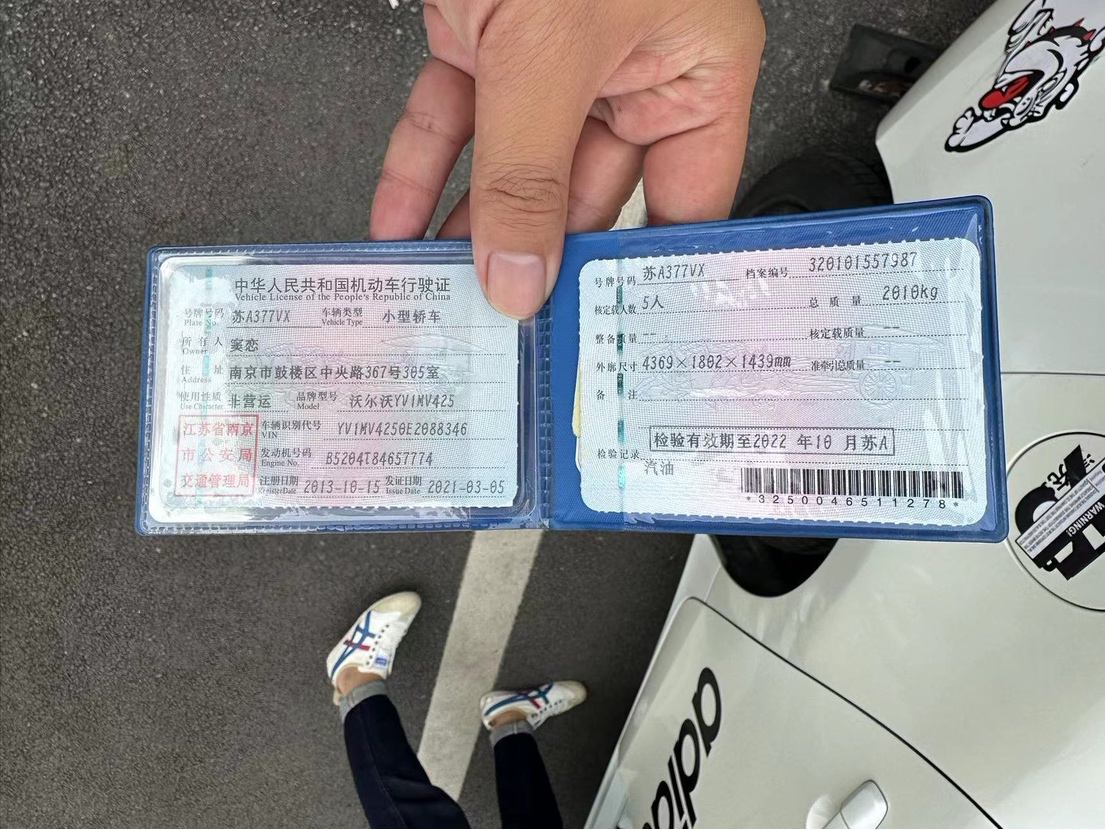 中华人民共和国机动车行驶证
Vehicle License of the People's Republic of China
号牌号码 苏A377VX 车辆类型 小型轿车
Plate No. Vehicle Type
所有人 窦恋
Owner
住址 南京市鼓楼区中央路367号305室
Address
使用性质 非营运 品牌型号 沃尔沃YV1MV425
Use Character Model
江苏省南京
市公安局
交通管理局
车辆识别代号 YV1MV4250E2088346
VIN
发动机号码 B5204T84657774
Engine No.
注册日期 2013-10-15 发证日期 2021-03-05
Register Date Issue Date
号牌号码 苏A377VX 档案编号 320101557987
核定载人数 5人 总质量 2010kg
整备质量 -- 核定载质量 --
外廓尺寸 4369×1802×1439mm 准牵引总质量 --
备注
检验有效期至2022年10月苏A
检验记录
汽油
*3250046511278*
WARNING!